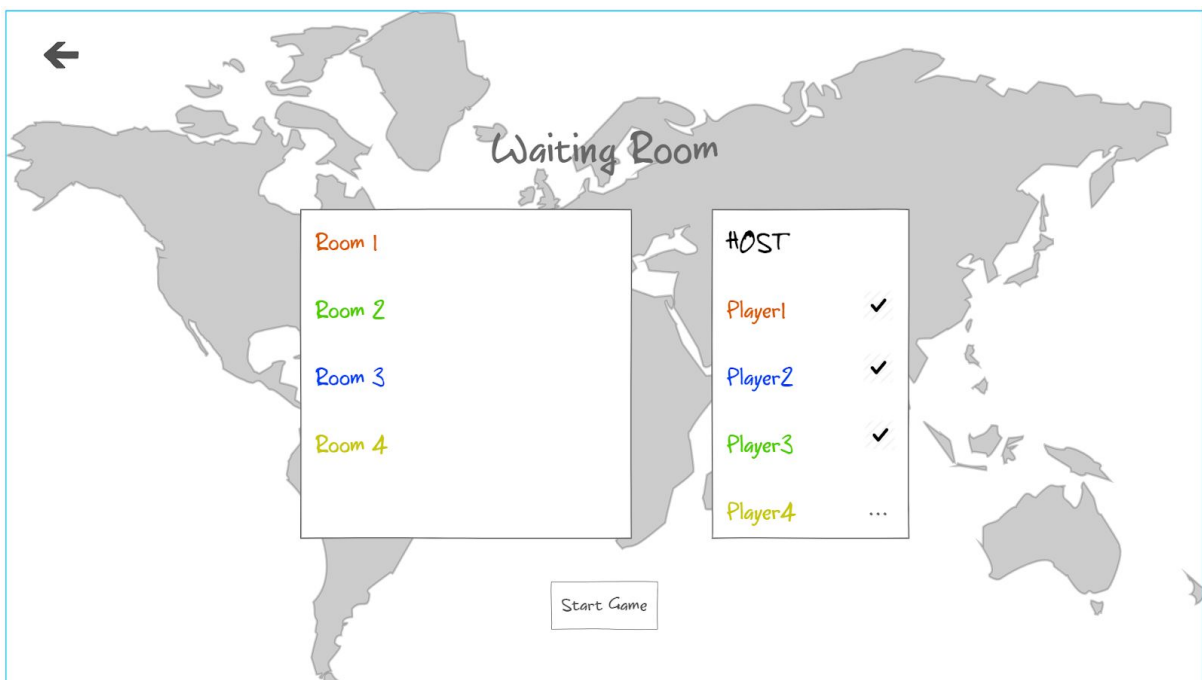 Waiting Room
Room 1
Room 2
Room 3
Room 4
HOST
Player1
Player2
Player3
Player4 ...
Start Game